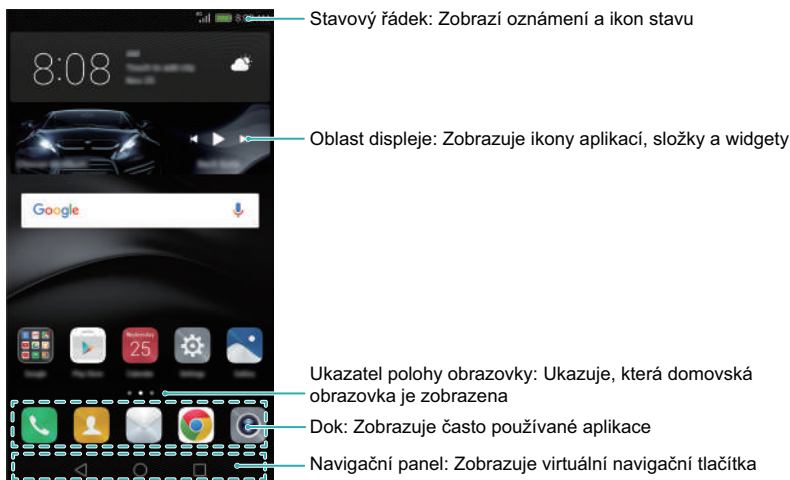 Stavový řádek: Zobrazí oznámení a ikon stavu
8:08
Oblast displeje: Zobrazuje ikony aplikací, složky a widgety
Google
Wednesday
25
Ukazatel polohy obrazovky: Ukazuje, která domovská
obrazovka je zobrazena
Dok: Zobrazuje často používané aplikace
Navigační panel: Zobrazuje virtuální navigační tlačítka